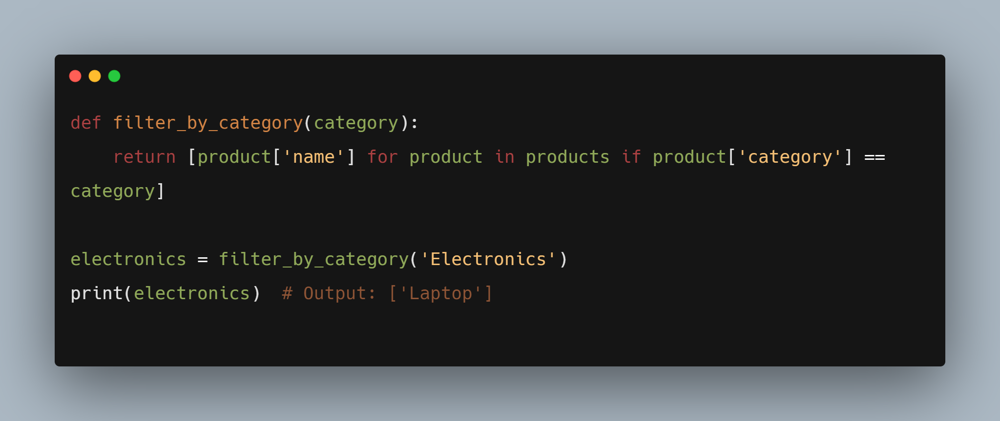 def filter_by_category(category):
    return [product['name'] for product in products if product['category'] ==
category]
electronics = filter_by_category('Electronics')
print(electronics)  # Output: ['Laptop']